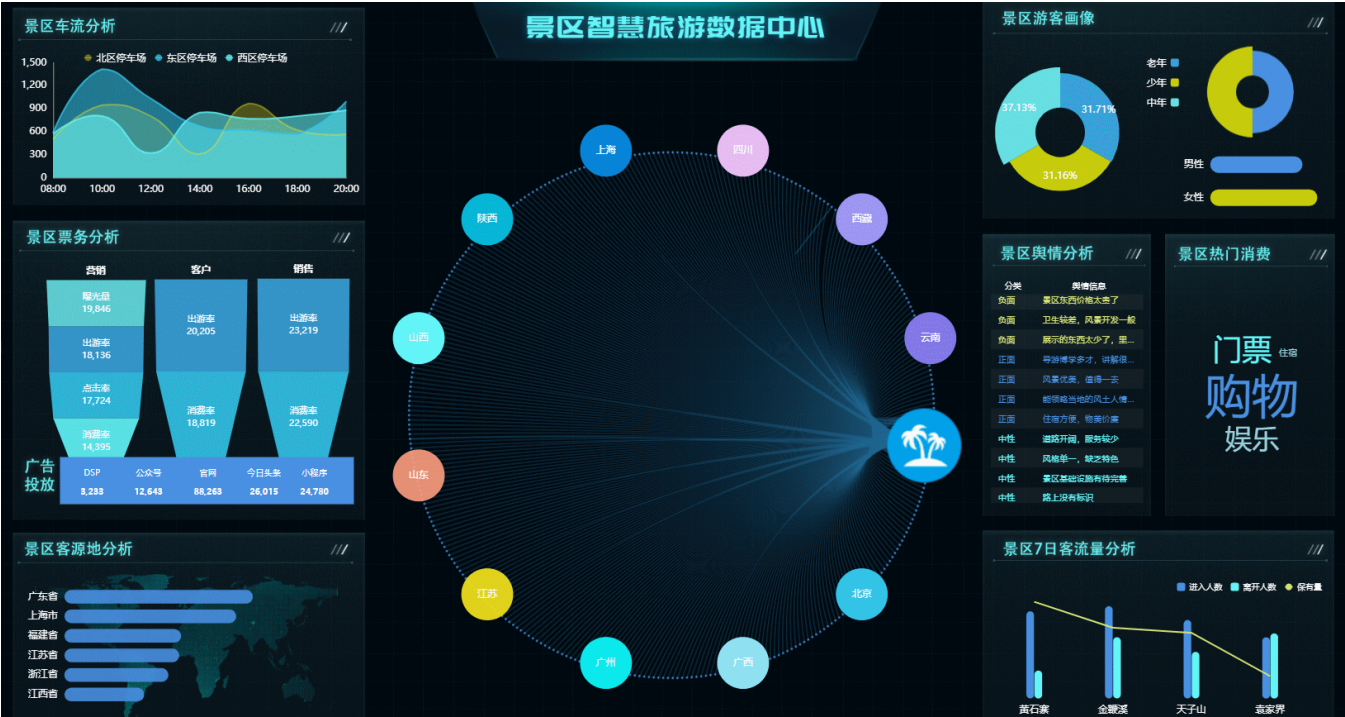 景区智慧旅游数据中心
景区车流分析
北区停车场 东区停车场 西区停车场
1,500
1,200
900
600
300
0
08:00 10:00 12:00 14:00 16:00 18:00 20:00
景区票务分析
营销 客户 销售
曝光量
19,846
出游率
18,136
点击率
17,724
消费率
14,395
出游率
20,205
消费率
18,819
出游率
23,219
消费率
22,590
广告
投放
DSP 公众号 官网 今日头条 小程序
3,233 12,643 88,263 26,015 24,780
景区客源地分析
广东省
上海市
福建省
江苏省
浙江省
江西省
上海
四川
陕西
西藏
山西
云南
山东
江苏
北京
广州
广西
景区游客画像
老年
少年
中年
37.13%
31.71%
31.16%
男性
女性
景区舆情分析
分类 舆情信息
负面 景区东西价格太贵了
负面 卫生较差，风景开发一般
负面 展示的东西太少了，里...
正面 导游博学多才，讲解很...
正面 风景优美，值得一去
正面 能领略当地的风土人情...
正面 住宿方便，物美价廉
中性 道路开阔，服务较少
中性 风格单一，缺乏特色
中性 景区基础设施有待完善
中性 路上没有标识
景区热门消费
门票 住宿
购物
娱乐
景区7日客流量分析
进入人数 离开人数 保有量
黄石寨 金鞭溪 天子山 袁家界